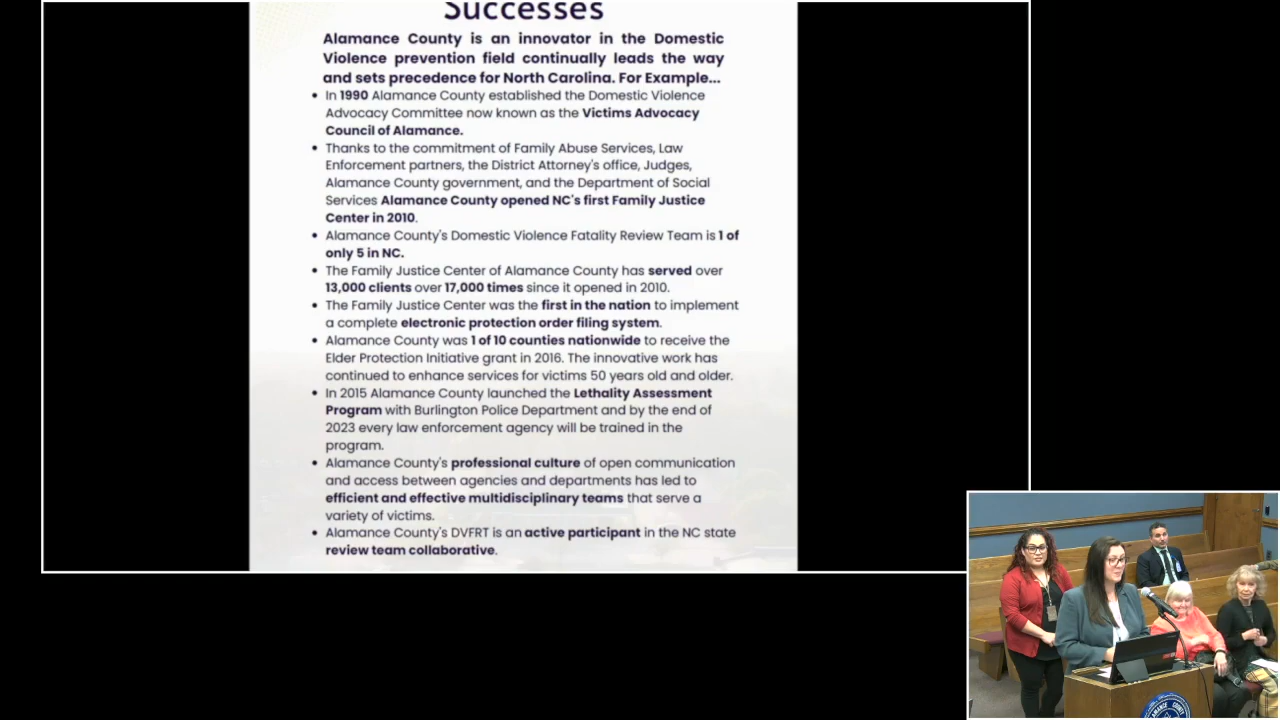 Successes
Alamance County is an innovator in the Domestic
Violence prevention field continually leads the way
and sets precedence for North Carolina. For Example...
• In 1990 Alamance County established the Domestic Violence
Advocacy Committee now known as the Victims Advocacy
Council of Alamance.
• Thanks to the commitment of Family Abuse Services, Law
Enforcement partners, the District Attorney's office, Judges,
Alamance County government, and the Department of Social
Services Alamance County opened NC's first Family Justice
Center in 2010.
• Alamance County's Domestic Violence Fatality Review Team is 1 of
only 5 in NC.
• The Family Justice Center of Alamance County has served over
13,000 clients over 17,000 times since it opened in 2010.
• The Family Justice Center was the first in the nation to implement
a complete electronic protection order filing system.
• Alamance County was 1 of 10 counties nationwide to receive the
Elder Protection Initiative grant in 2016. The innovative work has
continued to enhance services for victims 50 years old and older.
• In 2015 Alamance County launched the Lethality Assessment
Program with Burlington Police Department and by the end of
2023 every law enforcement agency will be trained in the
program.
• Alamance County's professional culture of open communication
and access between agencies and departments has led to
efficient and effective multidisciplinary teams that serve a
variety of victims.
• Alamance County's DVFRT is an active participant in the NC state
review team collaborative.
ALAMANCE COUNTY